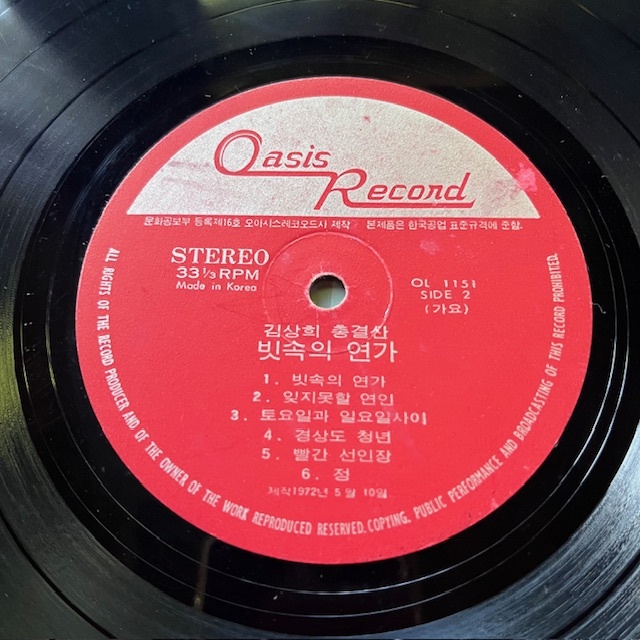 Oasis
Record
문화공보부 등록제16호 오아시스레코오드사 제작 본제품은 한국공업 표준규격에 준함.
STEREO
33 1/3 RPM
Made in Korea
OL 1151
SIDE 2
(가요)
김상희 총결산
빗속의 연가
1. 빗속의 연가
2. 잊지못할 연인
3. 토요일과 일요일사이
4. 경상도 청년
5. 빨간 선인장
6. 정
제작1972년 5월 10일
ALL RIGHTS OF THE RECORD PRODUCER AND OF THE OWNER OF THE WORK REPRODUCED RESERVED. COPYING, PUBLIC PERFORMANCE AND BROADCASTING OF THIS RECORD PROHIBITED.